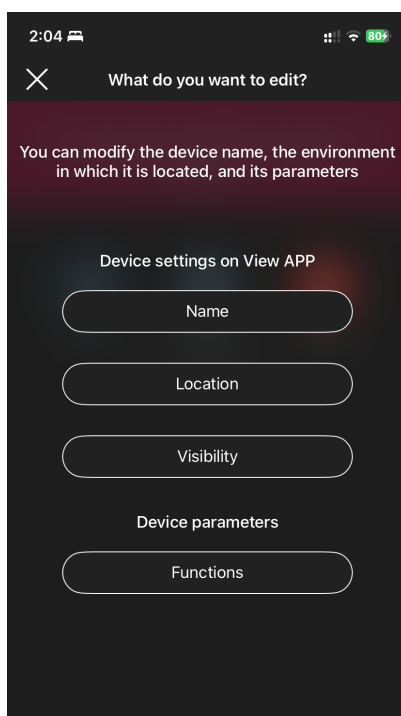 2:04
80
What do you want to edit?
You can modify the device name, the environment
in which it is located, and its parameters
Device settings on View APP
Name
Location
Visibility
Device parameters
Functions